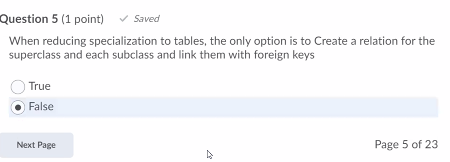 Question 5 (1 point) ✓ Saved
When reducing specialization to tables, the only option is to Create a relation for the
superclass and each subclass and link them with foreign keys
True
False
Next Page Page 5 of 23